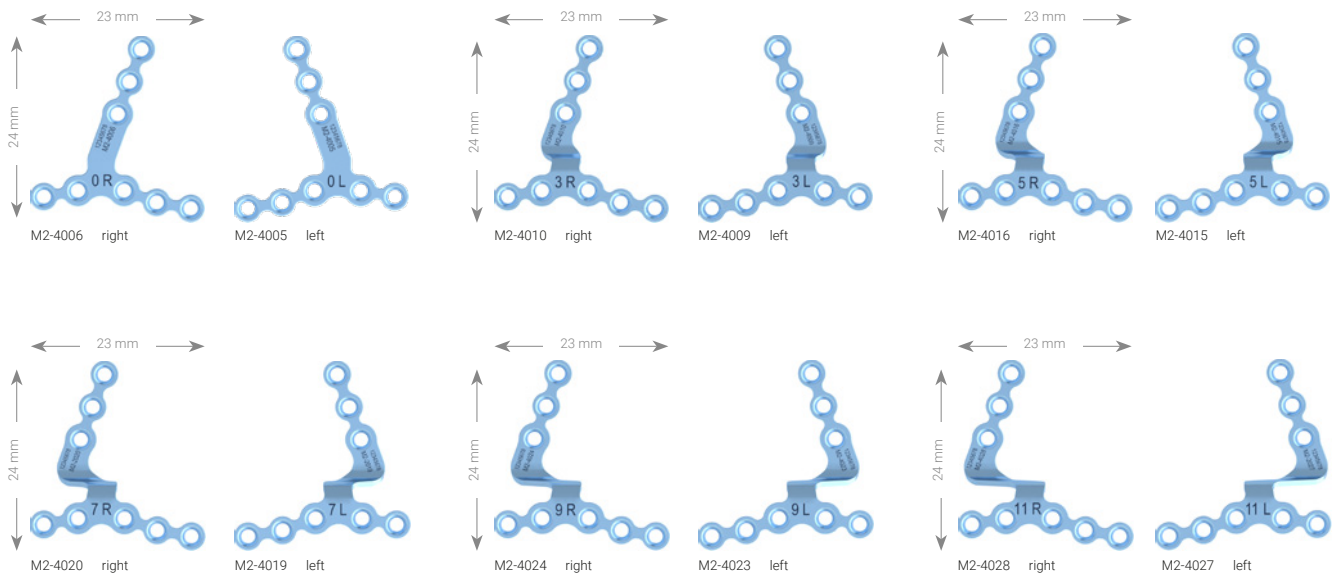 23 mm 23 mm 23 mm
24 mm 24 mm 24 mm
0 R 0 L 3 R 3 L 5 R 5 L
M2-4006 right M2-4005 left M2-4010 right M2-4009 left M2-4016 right M2-4015 left
23 mm 23 mm 23 mm
24 mm 24 mm 24 mm
7 R 7 L 9 R 9 L 11 R 11 L
M2-4020 right M2-4019 left M2-4024 right M2-4023 left M2-4028 right M2-4027 left